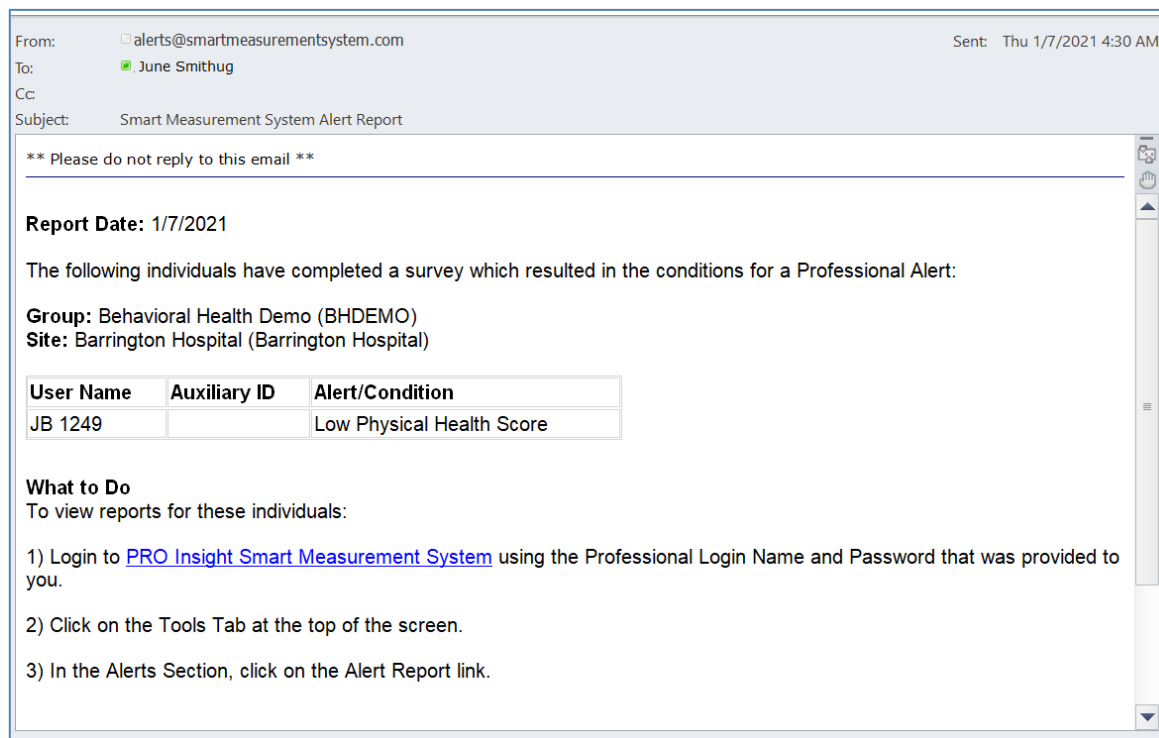 From: alerts@smartmeasurementsystem.com Sent: Thu 1/7/2021 4:30 AM
To: June Smithug
Cc:
Subject: Smart Measurement System Alert Report
** Please do not reply to this email **
Report Date: 1/7/2021
The following individuals have completed a survey which resulted in the conditions for a Professional Alert:
Group: Behavioral Health Demo (BHDEMO)
Site: Barrington Hospital (Barrington Hospital)
User Name Auxiliary ID Alert/Condition
JB 1249 Low Physical Health Score
What to Do
To view reports for these individuals:
1) Login to PRO Insight Smart Measurement System using the Professional Login Name and Password that was provided to
you.
2) Click on the Tools Tab at the top of the screen.
3) In the Alerts Section, click on the Alert Report link.